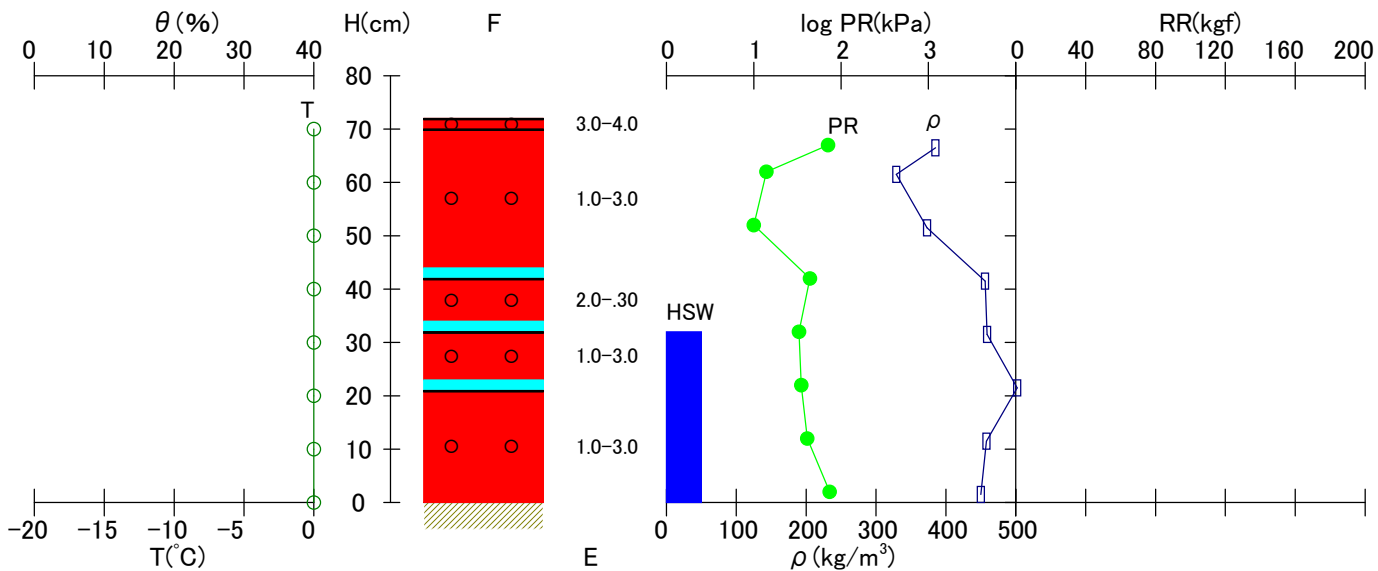 θ(%) H(cm) F log PR(kPa) RR(kgf)
0 10 20 30 40 0 1 2 3 0 40 80 120 160 200
80
T
70 3.0-4.0 PR ρ
60 1.0-3.0
50
40 2.0-.30
HSW
30 1.0-3.0
20
10 1.0-3.0
0
-20 -15 -10 -5 0 0 100 200 300 400 500
T(°C) E ρ(kg/m³)